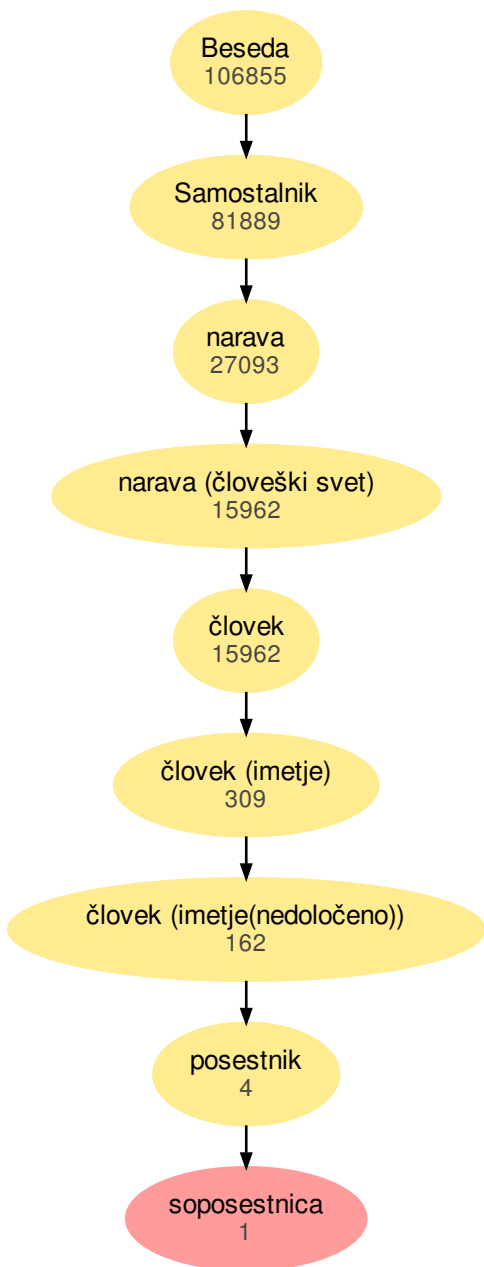 Beseda
106855
Samostalnik
81889
narava
27093
narava (človeški svet)
15962
človek
15962
človek (imetje)
309
človek (imetje(nedoločeno))
162
posestnik
4
soposestnica
1